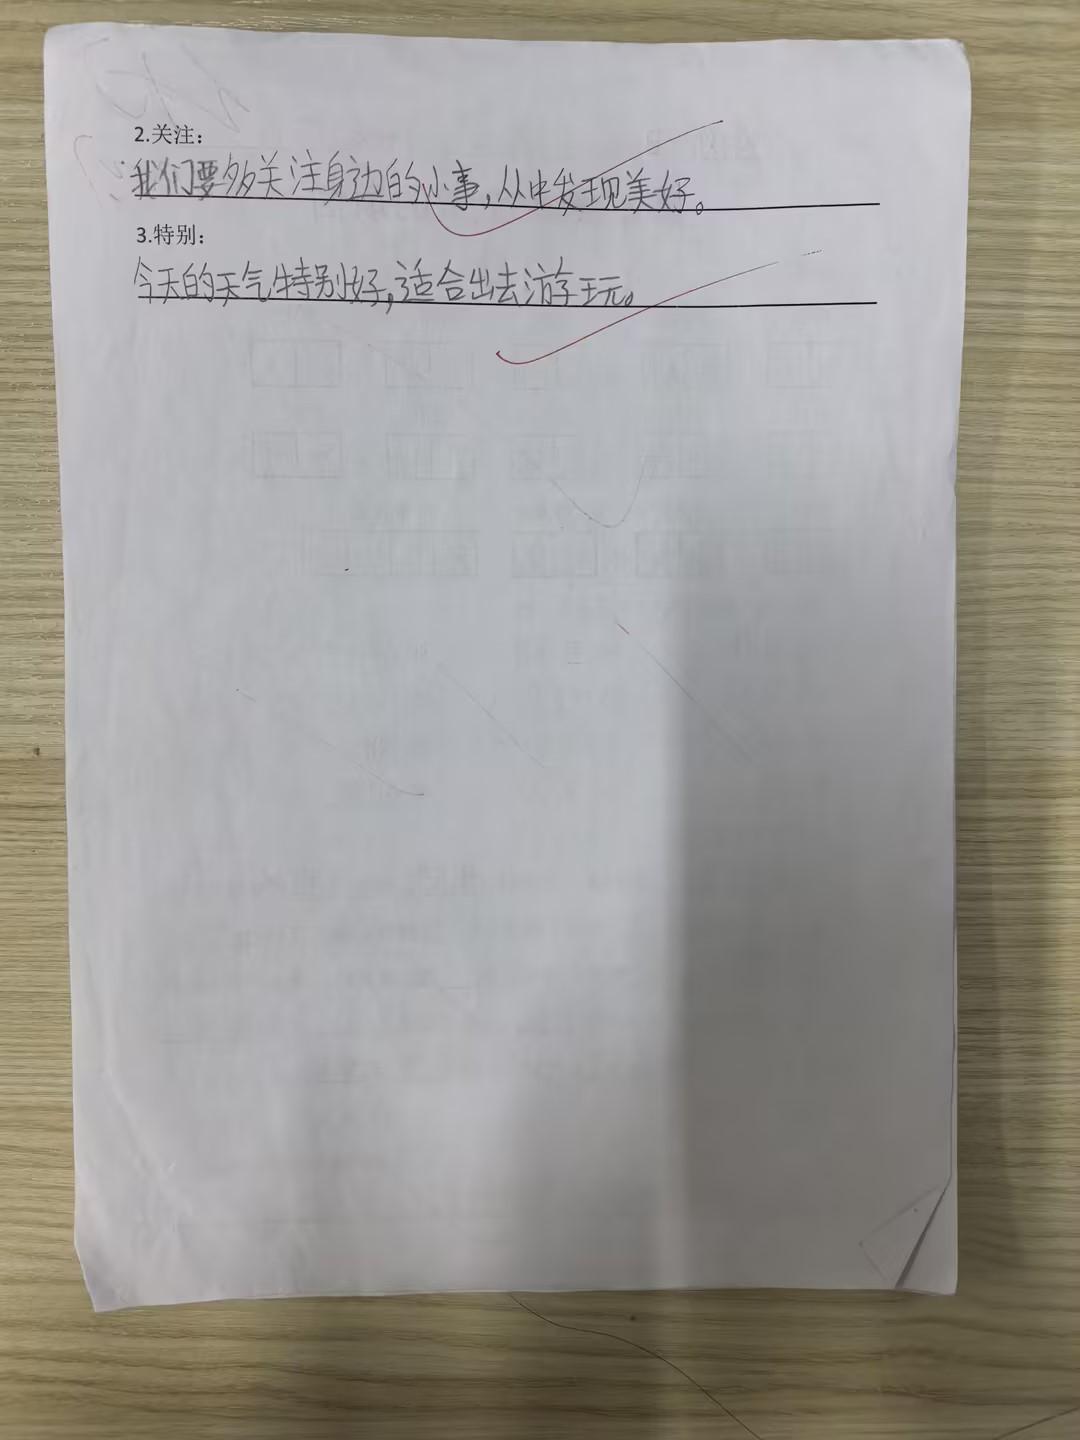 2.关注：
我们要多关注身边的小事，从中发现美好。
3.特别：
今天的天气特别好，适合出去游玩。